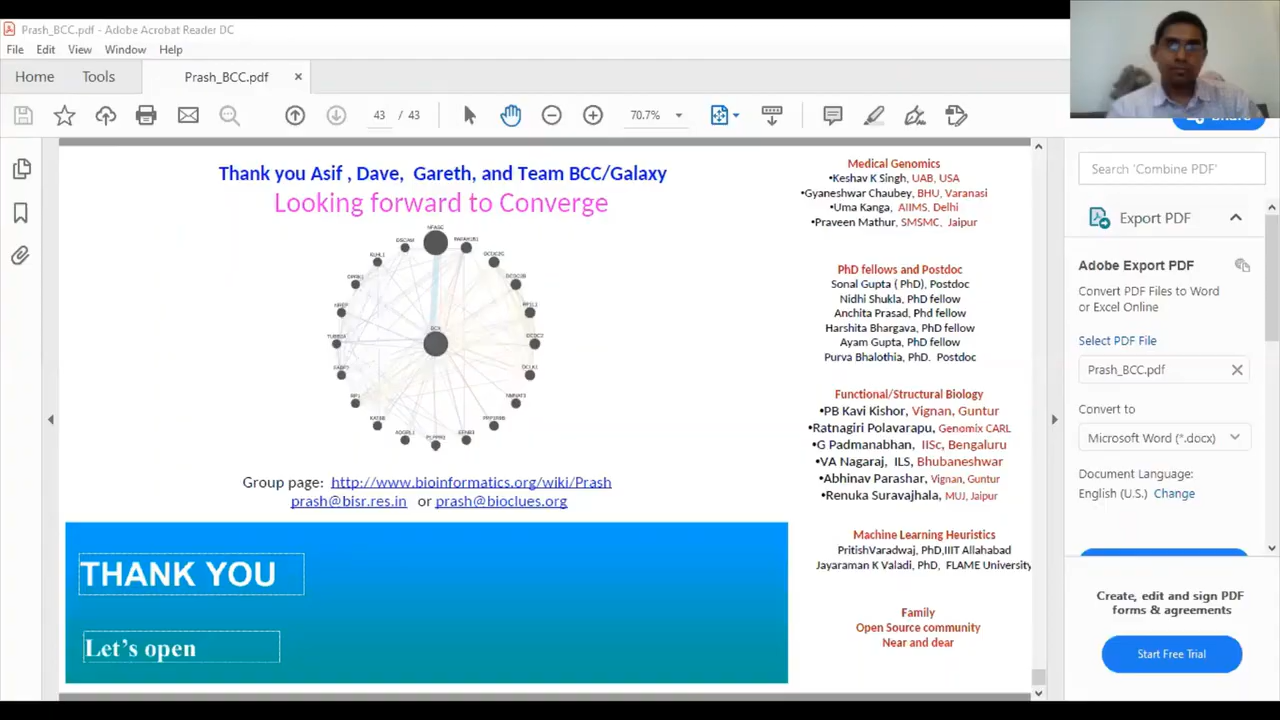 Prash_BCC.pdf - Adobe Acrobat Reader DC
File Edit View Window Help
Home Tools Prash_BCC.pdf ×
43 / 43 70.7%
Thank you Asif , Dave, Gareth, and Team BCC/Galaxy
Looking forward to Converge
DCX
Group page: http://www.bioinformatics.org/wiki/Prash
prash@bisr.res.in or prash@bioclues.org
THANK YOU
Let's open
Medical Genomics
•Keshav K Singh, UAB, USA
•Gyaneshwar Chaubey, BHU, Varanasi
•Uma Kanga, AIIMS, Delhi
•Praveen Mathur, SMSMC, Jaipur
PhD fellows and Postdoc
Sonal Gupta ( PhD), Postdoc
Nidhi Shukla, PhD fellow
Anchita Prasad, Phd fellow
Harshita Bhargava, PhD fellow
Ayam Gupta, PhD fellow
Purva Bhalothia, PhD. Postdoc
Functional/Structural Biology
•PB Kavi Kishor, Vignan, Guntur
•Ratnagiri Polavarapu, Genomix CARL
•G Padmanabhan, IISc, Bengaluru
•VA Nagaraj, ILS, Bhubaneshwar
•Abhinav Parashar, Vignan, Guntur
•Renuka Suravajhala, MUJ, Jaipur
Machine Learning Heuristics
PritishVaradwaj, PhD,IIIT Allahabad
Jayaraman K Valadi, PhD, FLAME University
Family
Open Source community
Near and dear
Share
Search 'Combine PDF'
Export PDF
Adobe Export PDF
Convert PDF Files to Word
or Excel Online
Select PDF File
Prash_BCC.pdf
Convert to
Microsoft Word (*.docx)
Document Language:
English (U.S.) Change
Create, edit and sign PDF
forms & agreements
Start Free Trial